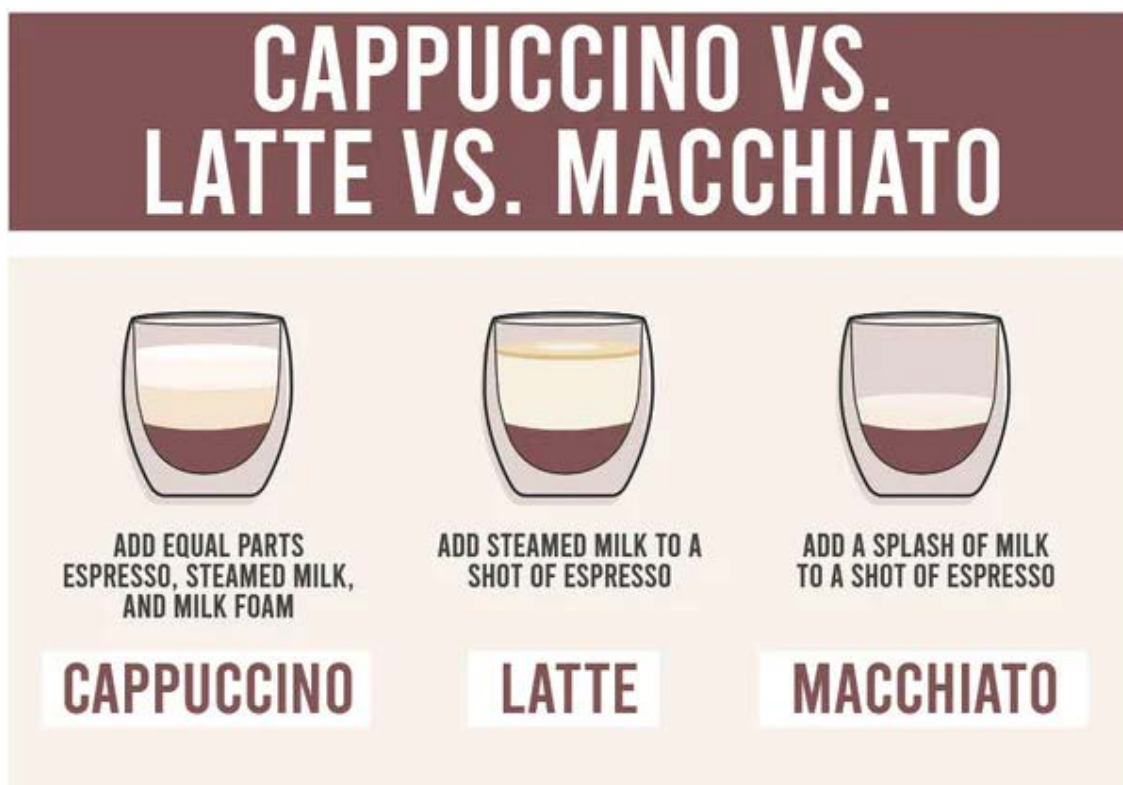 CAPPUCCINO VS.
LATTE VS. MACCHIATO
ADD EQUAL PARTS
ESPRESSO, STEAMED MILK,
AND MILK FOAM
CAPPUCCINO
ADD STEAMED MILK TO A
SHOT OF ESPRESSO
LATTE
ADD A SPLASH OF MILK
TO A SHOT OF ESPRESSO
MACCHIATO